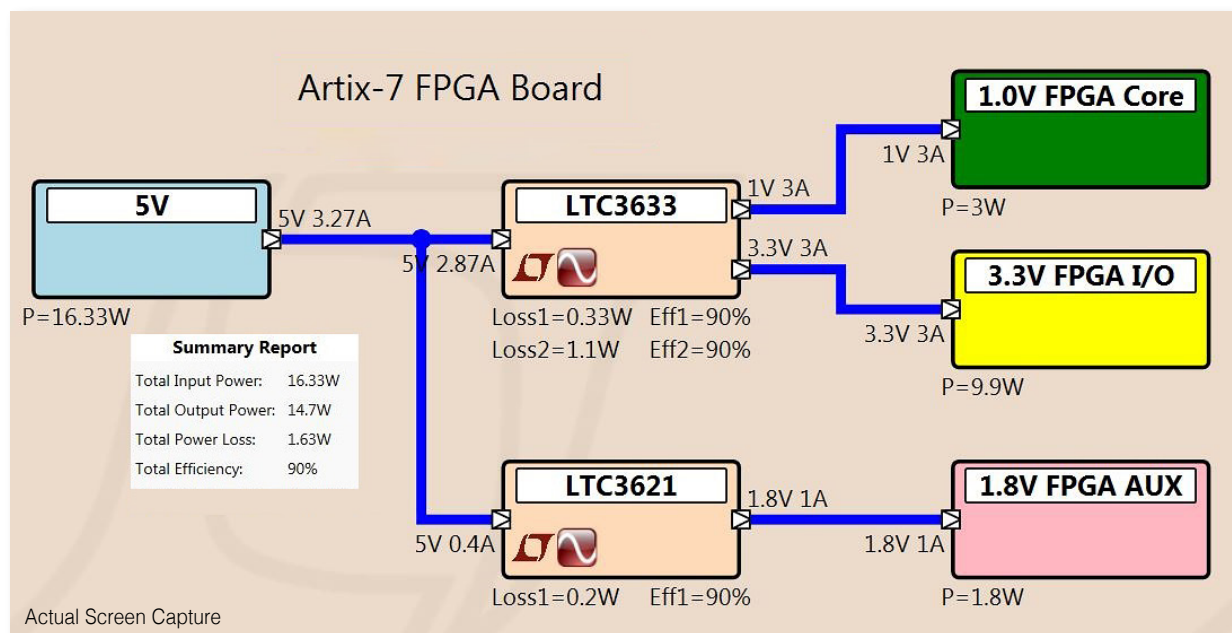 Artix-7 FPGA Board
5V
5V 3.27A
P=16.33W
Summary Report
Total Input Power: 16.33W
Total Output Power: 14.7W
Total Power Loss: 1.63W
Total Efficiency: 90%
5V 2.87A
LTC3633
Loss1=0.33W Eff1=90%
Loss2=1.1W Eff2=90%
1V 3A
3.3V 3A
5V 0.4A
LTC3621
Loss1=0.2W Eff1=90%
1.8V 1A
1V 3A
1.0V FPGA Core
P=3W
3.3V 3A
3.3V FPGA I/O
P=9.9W
1.8V 1A
1.8V FPGA AUX
P=1.8W
Actual Screen Capture